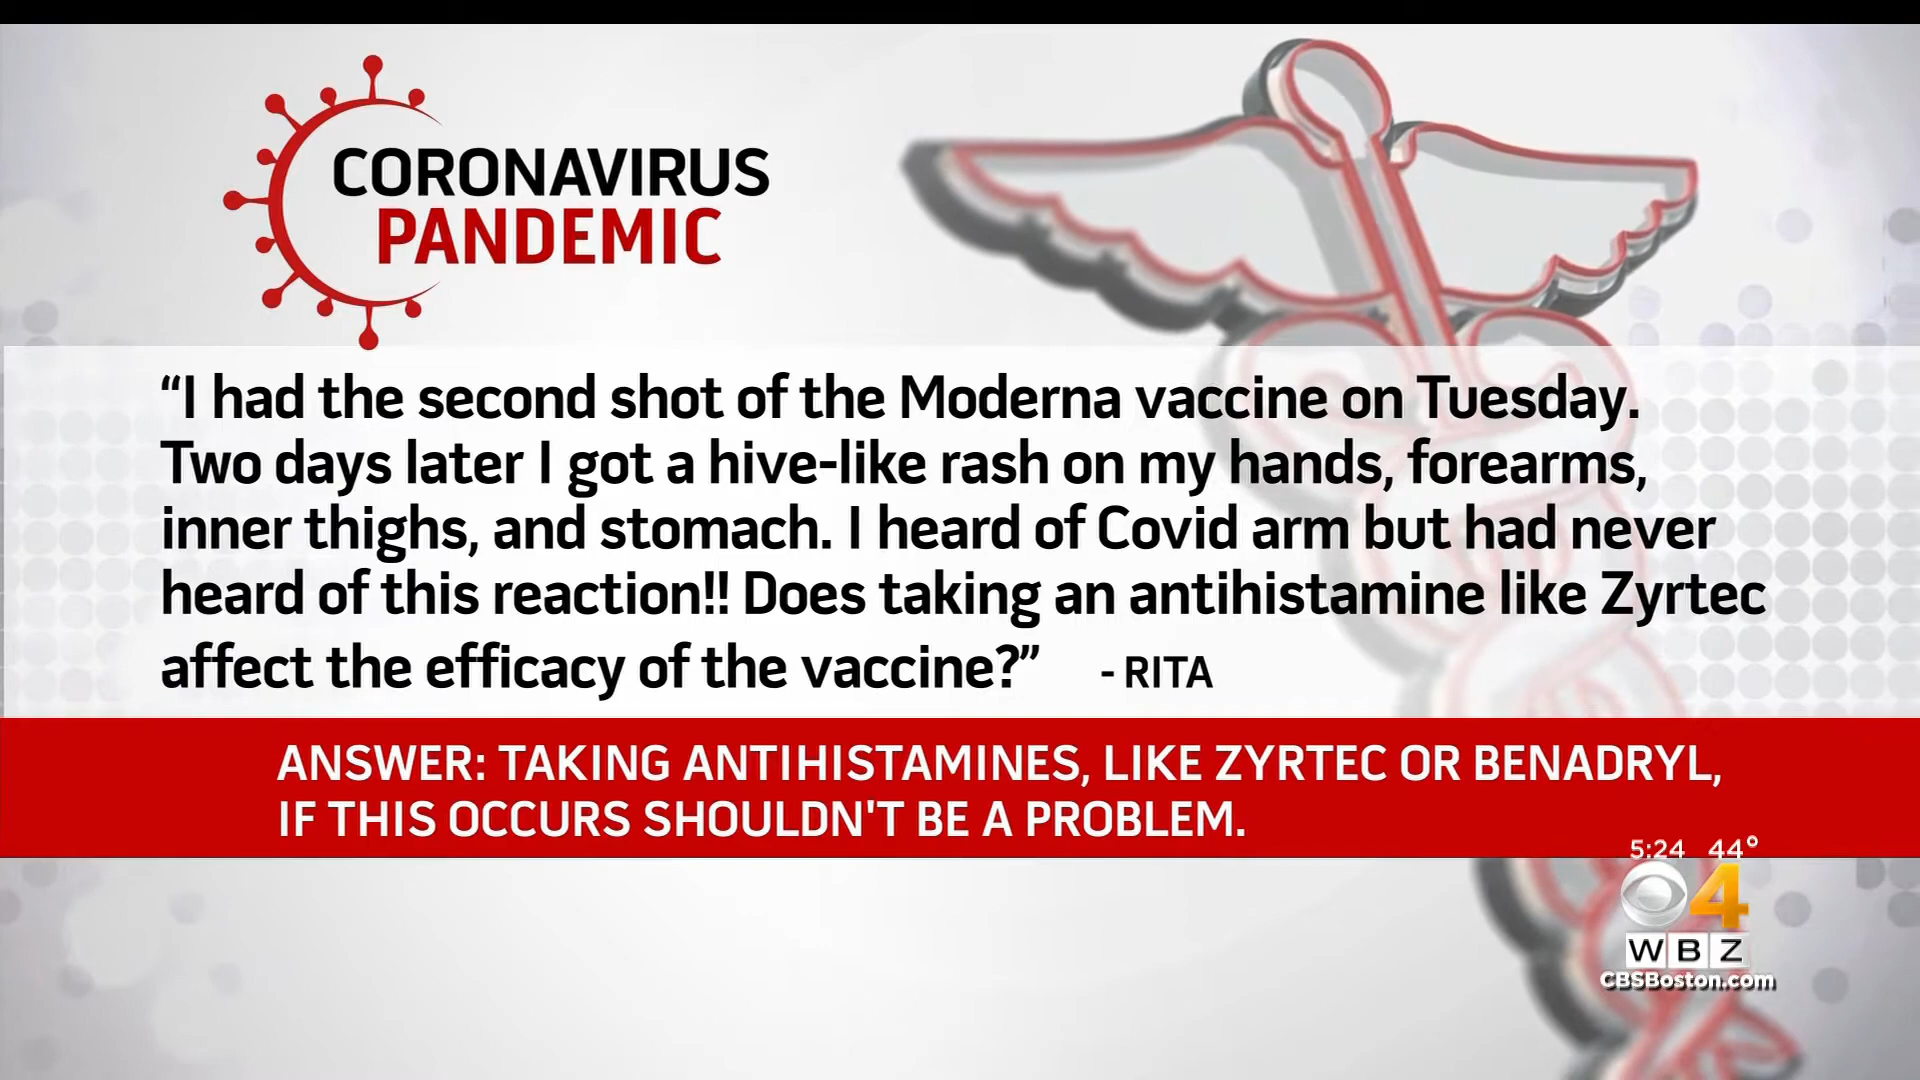 CORONAVIRUS
PANDEMIC
“I had the second shot of the Moderna vaccine on Tuesday.
Two days later I got a hive-like rash on my hands, forearms,
inner thighs, and stomach. I heard of Covid arm but had never
heard of this reaction!! Does taking an antihistamine like Zyrtec
affect the efficacy of the vaccine?” - RITA
ANSWER: TAKING ANTIHISTAMINES, LIKE ZYRTEC OR BENADRYL,
IF THIS OCCURS SHOULDN'T BE A PROBLEM.
5:24 44°
4
WBZ
CBSBoston.com